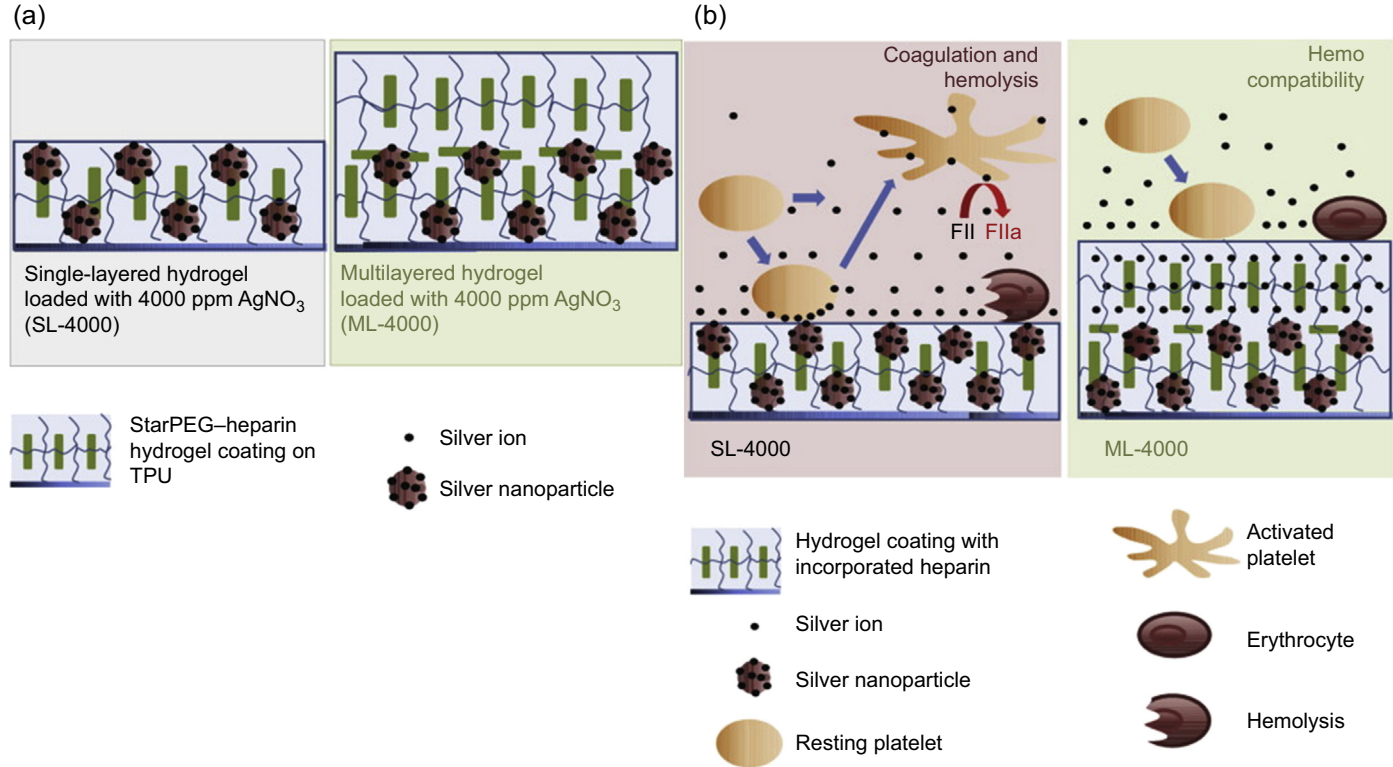 (a)
Single-layered hydrogel
loaded with 4000 ppm AgNO₃
(SL-4000)
Multilayered hydrogel
loaded with 4000 ppm AgNO₃
(ML-4000)
StarPEG–heparin
hydrogel coating on
TPU
Silver ion
Silver nanoparticle
(b)
Coagulation and
hemolysis
FII FIIa
SL-4000
Hemo
compatibility
ML-4000
Hydrogel coating with
incorporated heparin
Silver ion
Silver nanoparticle
Resting platelet
Activated
platelet
Erythrocyte
Hemolysis